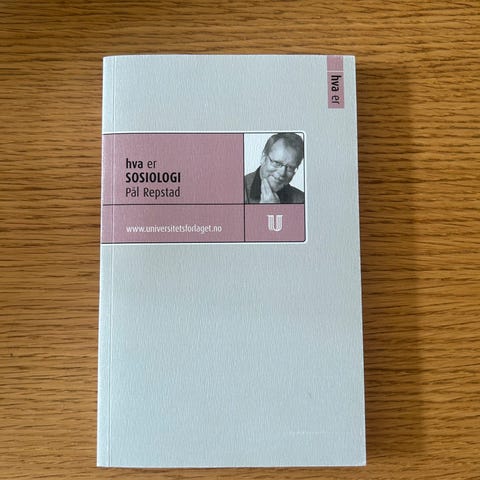 hva er
hva er
SOSIOLOGI
Pål Repstad
www.universitetsforlaget.no
U